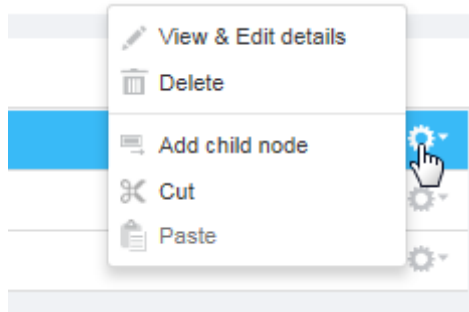 View & Edit details
Delete
Add child node
Cut
Paste